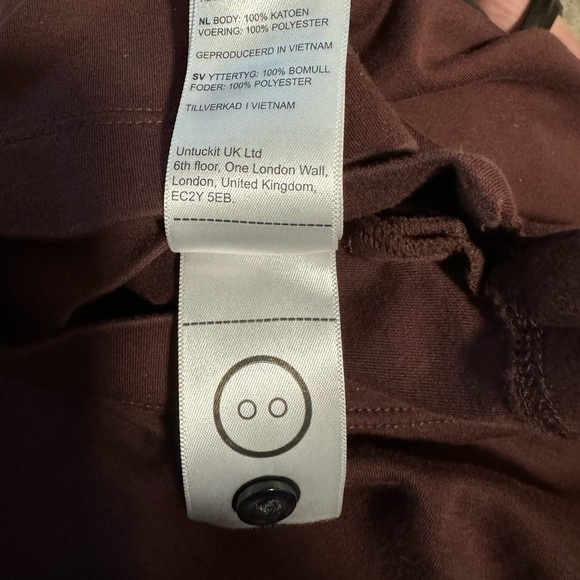 NL BODY: 100% KATOEN
VOERING: 100% POLYESTER
GEPRODUCEERD IN VIETNAM
SV YTTERTYG: 100% BOMULL
FODER: 100% POLYESTER
TILLVERKAD I VIETNAM
Untuckit UK Ltd
6th floor, One London Wall,
London, United Kingdom,
EC2Y 5EB.